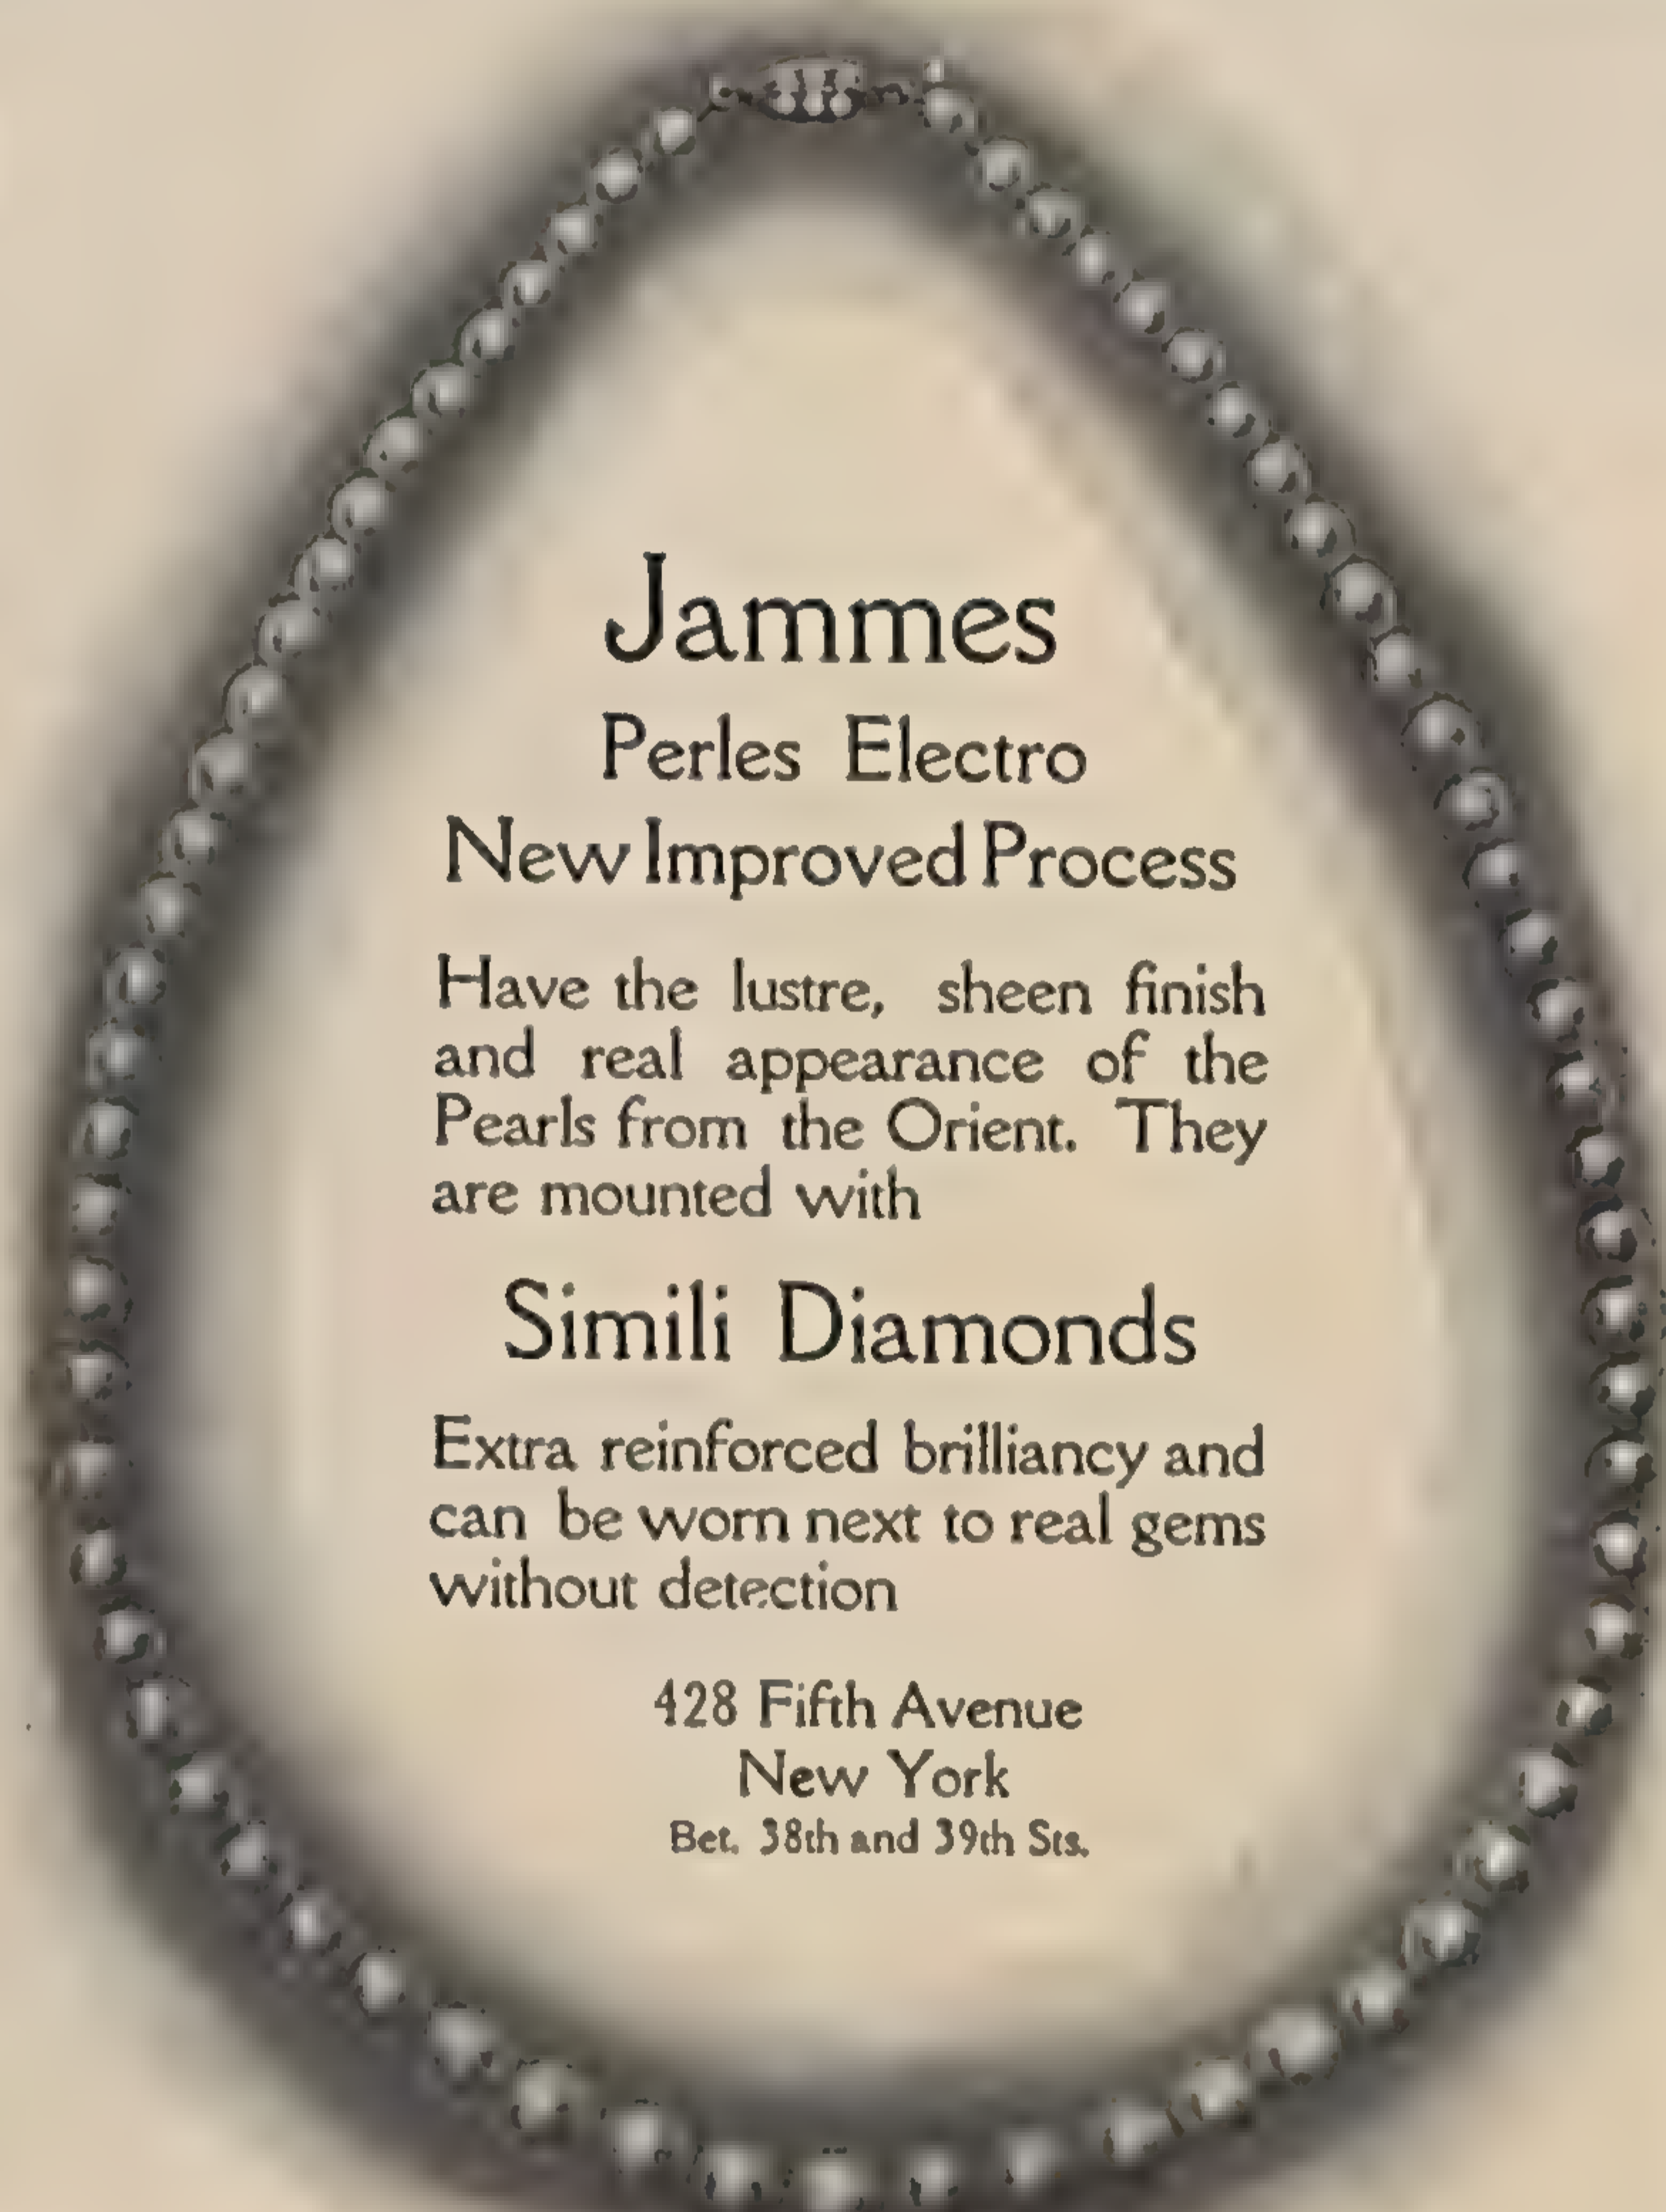 Jammes
Perles Electro
New Improved Process
Have the lustre, sheen finish
and real appearance of the
Pearls from the Orient. They
are mounted with
Simili Diamonds
Extra reinforced brilliancy and
can be worn next to real gems
without detection
428 Fifth Avenue
New York
Bet. 38th and 39th Sts.